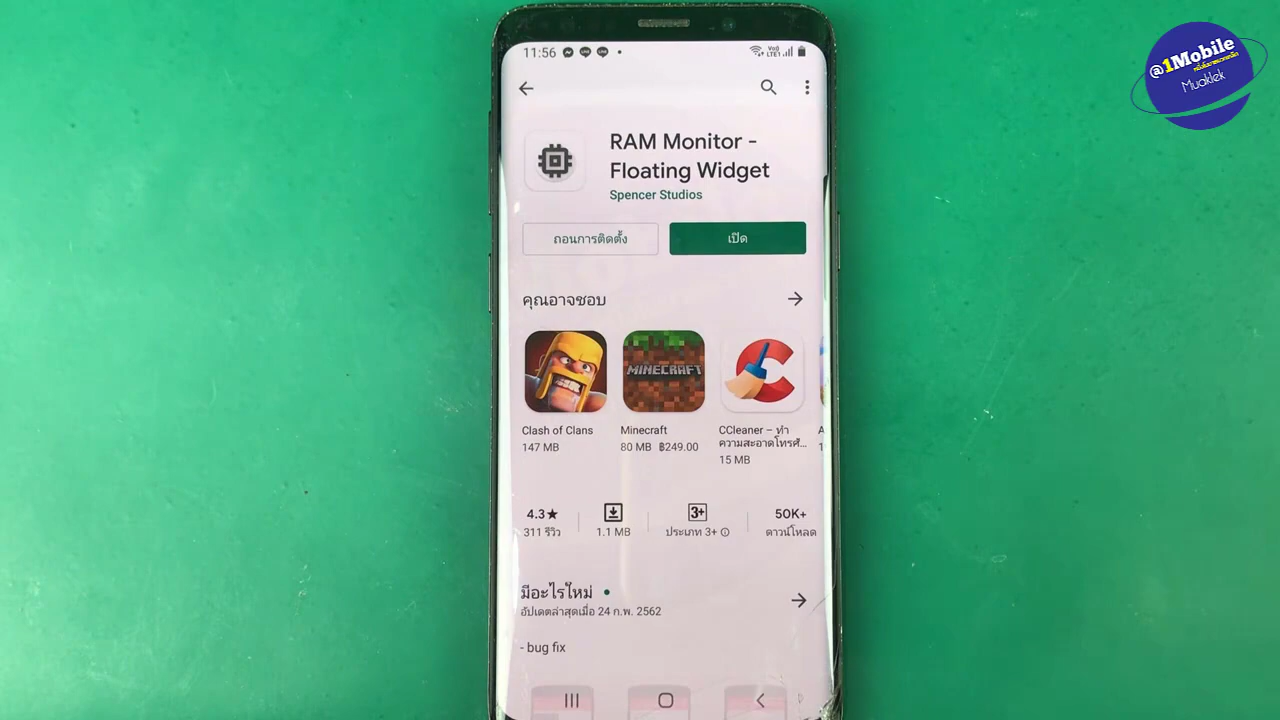 11:56
Vo)
LTE1
@1Mobile
Muaklek
RAM Monitor -
Floating Widget
Spencer Studios
ถอนการติดตั้ง
เปิด
คุณอาจชอบ
MINECRAFT
Clash of Clans
147 MB
Minecraft
80 MB ฿249.00
CCleaner – ทำ
ความสะอาดโทรศั...
15 MB
4.3★
311 รีวิว
1.1 MB
3+
ประเภท 3+
50K+
ดาวน์โหลด
มีอะไรใหม่
อัปเดตล่าสุดเมื่อ 24 ก.พ. 2562
- bug fix